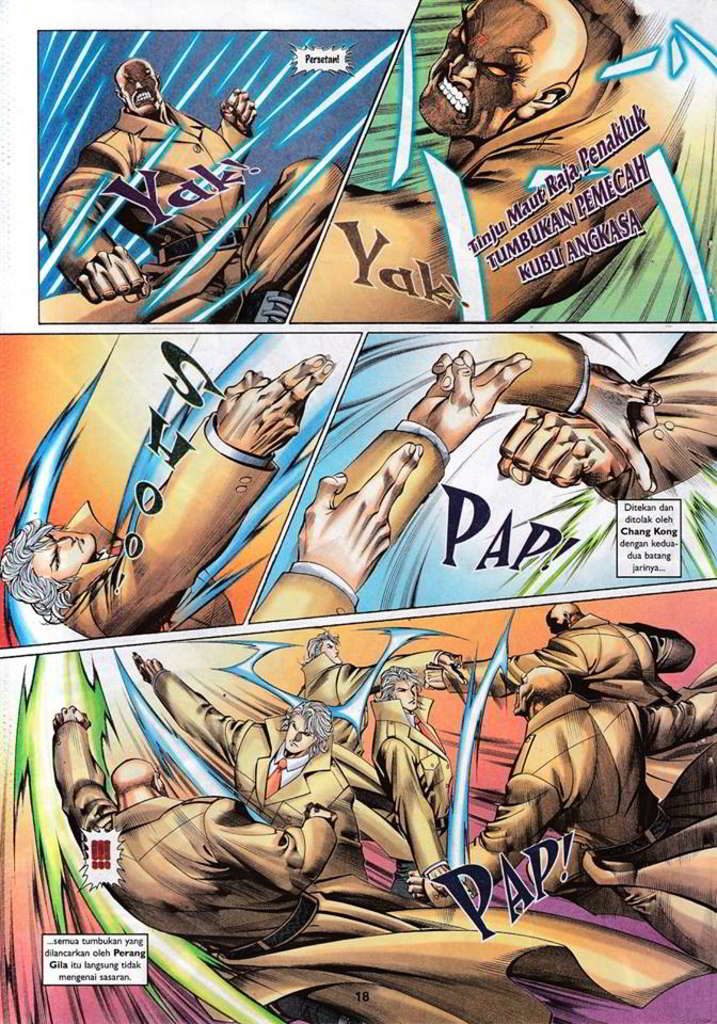 Persetan!
Yak!
Tinju Maut Raja Penakluk
TUMBUKAN PEMECAH
KUBU ANGKASA
Yak!
SHOOO!
PAP!
Ditekan dan
ditolak oleh
Chang Kong
dengan kedua-
dua batang
jarinya...
!!!
PAP!
...semua tumbukan yang
dilancarkan oleh Perang
Gila itu langsung tidak
mengenai sasaran.
18